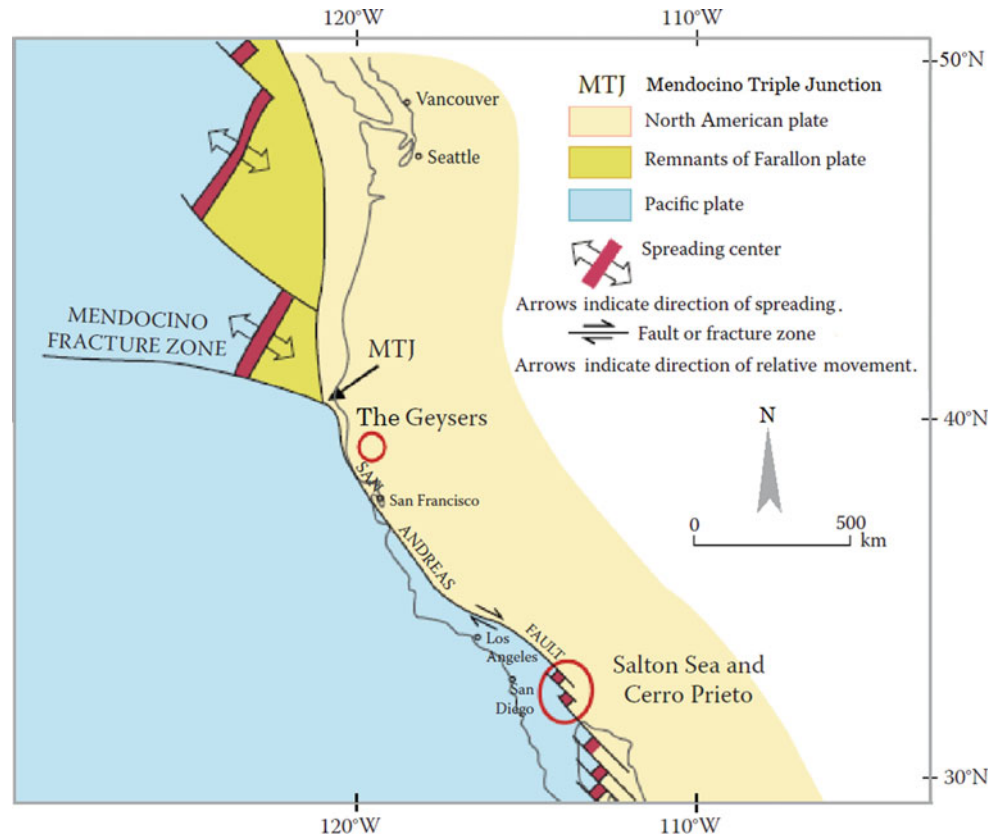 120°W
110°W
50°N
MTJ Mendocino Triple Junction
North American plate
Remnants of Farallon plate
Pacific plate
Spreading center
Arrows indicate direction of spreading.
Fault or fracture zone
Arrows indicate direction of relative movement.
Vancouver
Seattle
MENDOCINO
FRACTURE ZONE
MTJ
The Geysers
40°N
N
0 500
km
SAN
San Francisco
ANDREAS
FAULT
Los
Angeles
San
Diego
Salton Sea and
Cerro Prieto
30°N
120°W
110°W